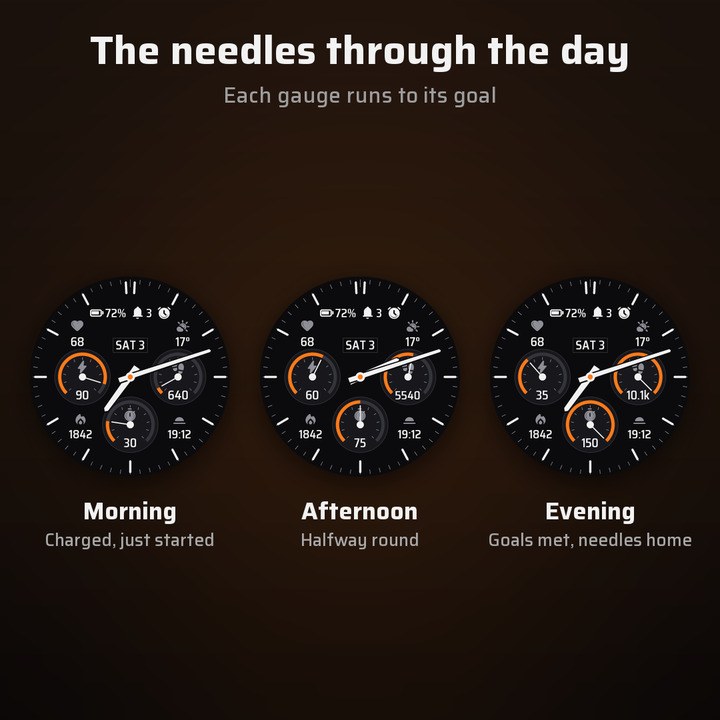 The needles through the day
Each gauge runs to its goal
72% 3
68 17°
SAT 3
90 640
1842 19:12
30
72% 3
68 17°
SAT 3
60 5540
1842 19:12
75
72% 3
68 17°
SAT 3
35 10.1k
1842 19:12
150
Morning
Charged, just started
Afternoon
Halfway round
Evening
Goals met, needles home